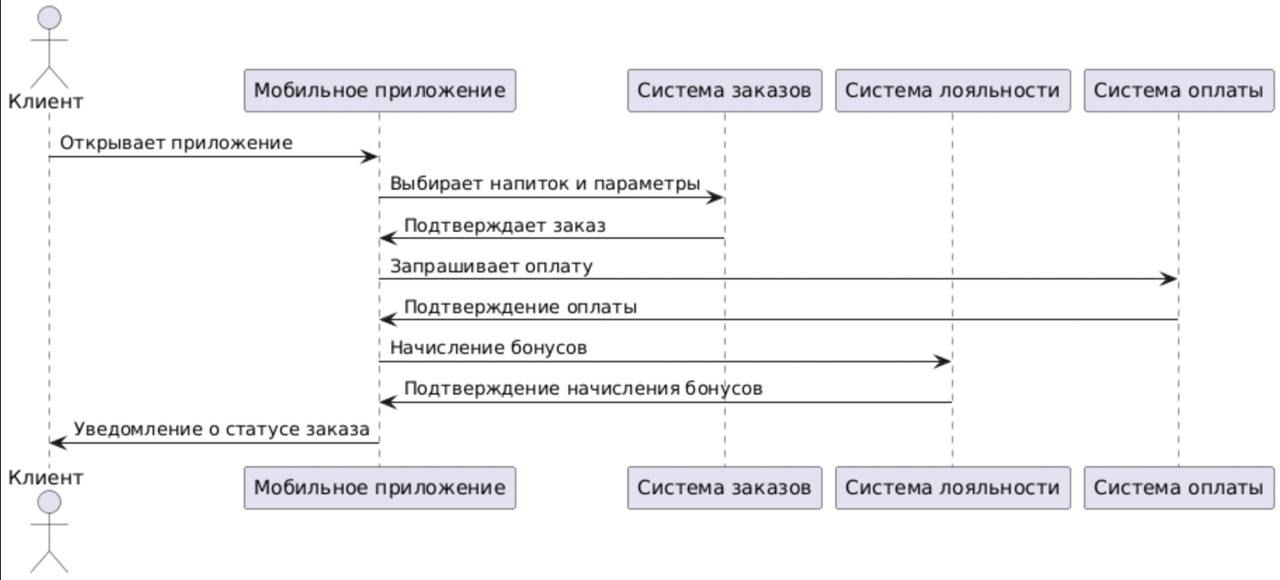 Клиент
Мобильное приложение
Система заказов
Система лояльности
Система оплаты
Открывает приложение
Выбирает напиток и параметры
Подтверждает заказ
Запрашивает оплату
Подтверждение оплаты
Начисление бонусов
Подтверждение начисления бонусов
Уведомление о статусе заказа
Клиент
Мобильное приложение
Система заказов
Система лояльности
Система оплаты